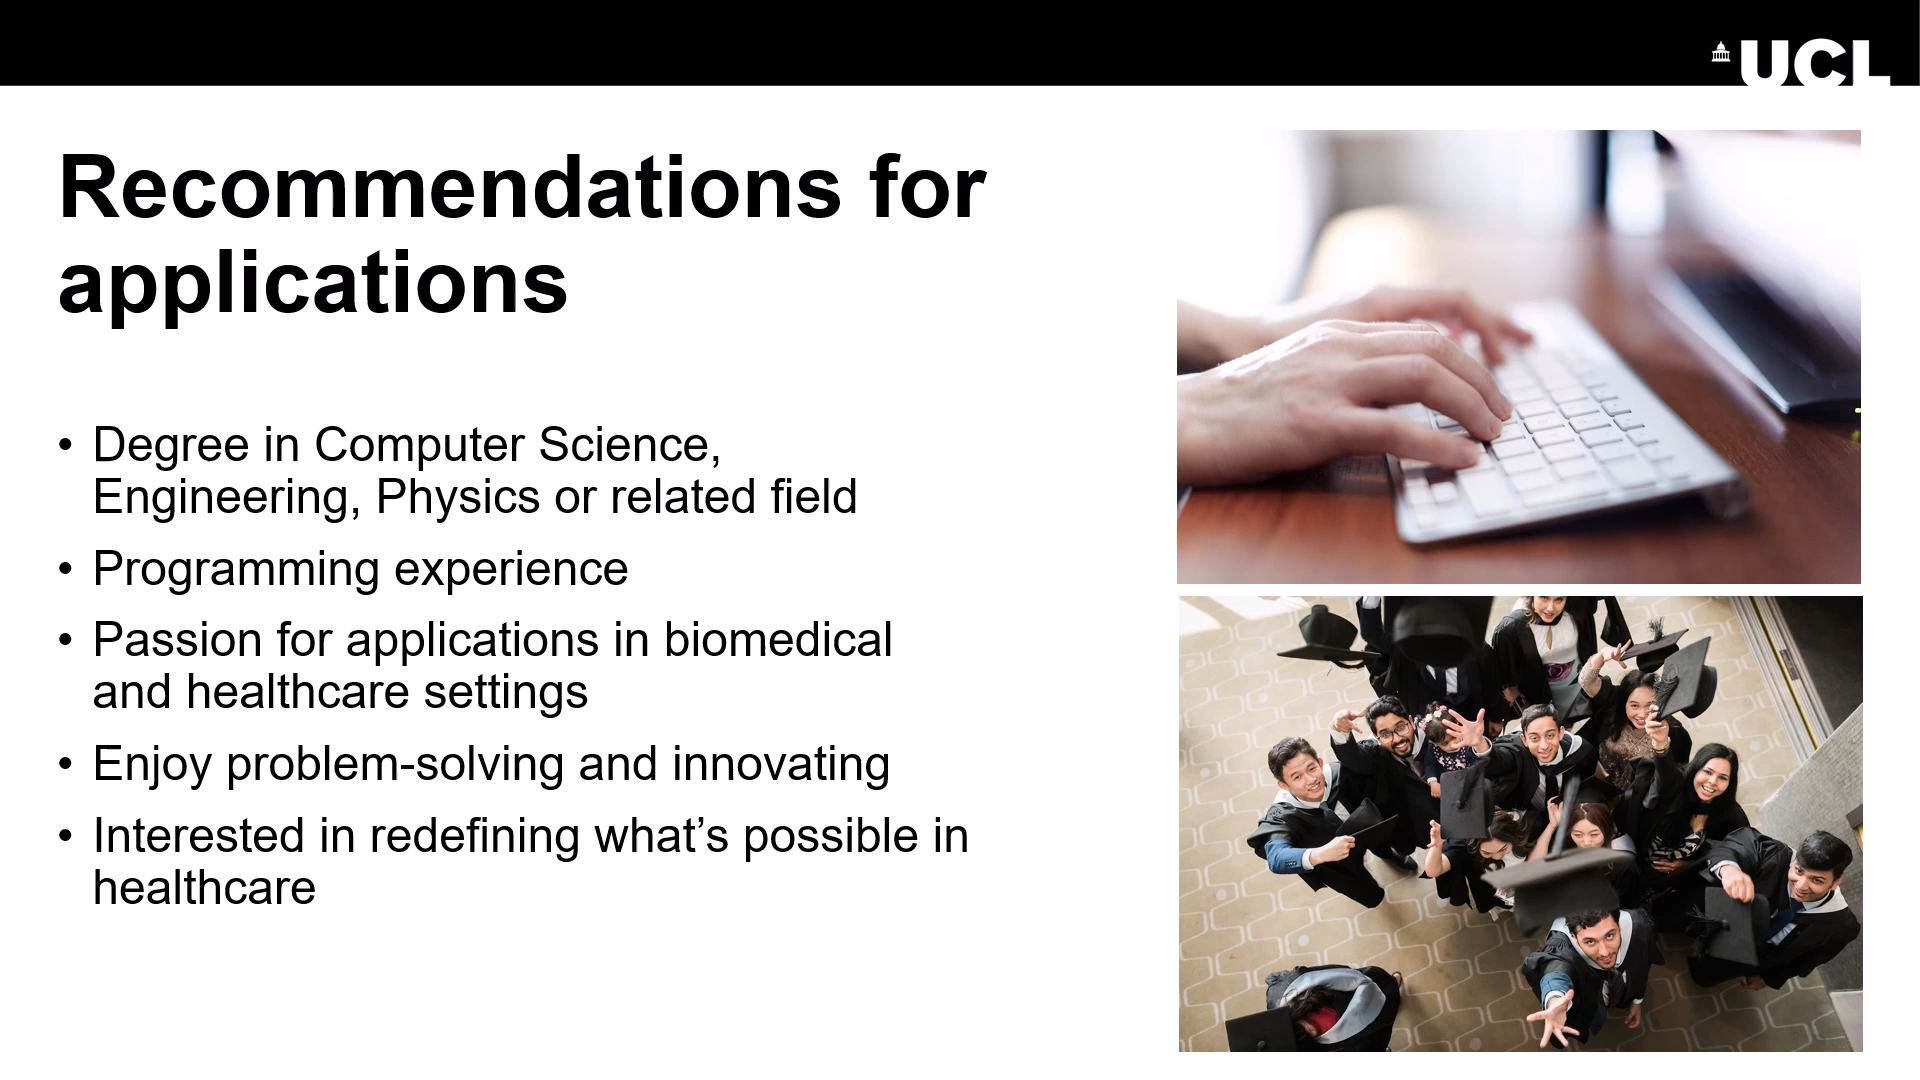 UCL
Recommendations for
applications
• Degree in Computer Science,
Engineering, Physics or related field
• Programming experience
• Passion for applications in biomedical
and healthcare settings
• Enjoy problem-solving and innovating
• Interested in redefining what’s possible in
healthcare